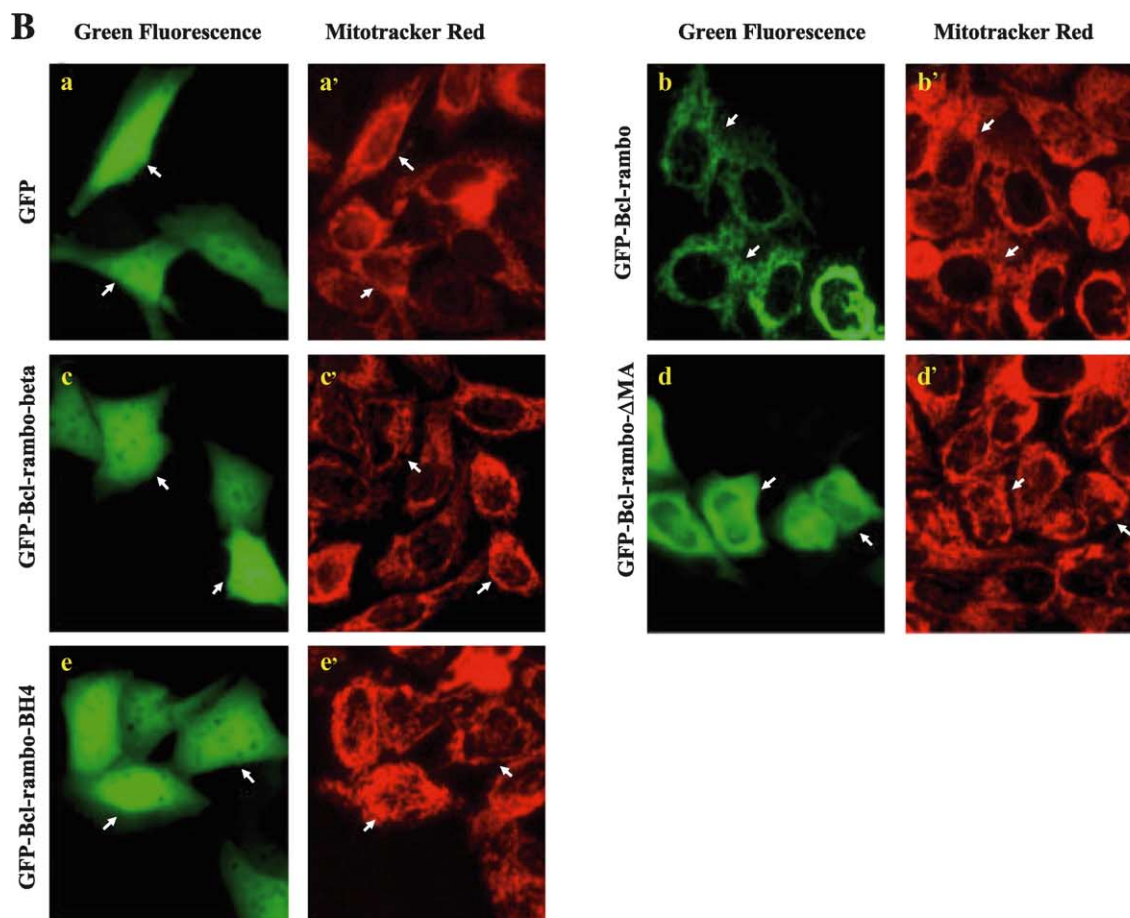 B
Green Fluorescence Mitotracker Red Green Fluorescence Mitotracker Red
GFP
a
a'
GFP-Bcl-rambo
b
b'
GFP-Bcl-rambo-beta
c
c'
GFP-Bcl-rambo-ΔMA
d
d'
GFP-Bcl-rambo-BH4
e
e'